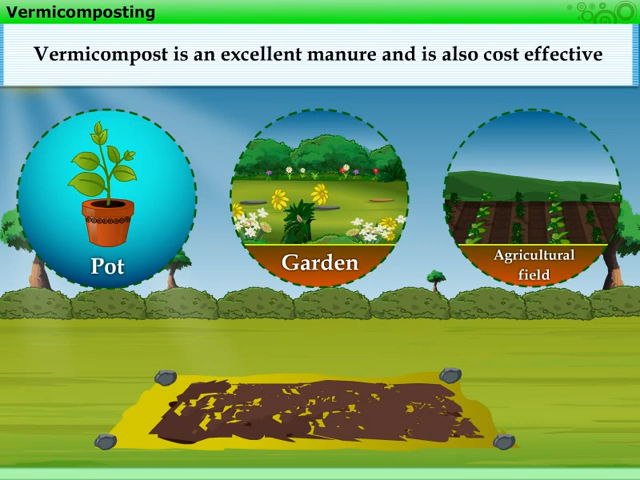 Vermicomposting
Vermicompost is an excellent manure and is also cost effective
Pot
Garden
Agricultural
field